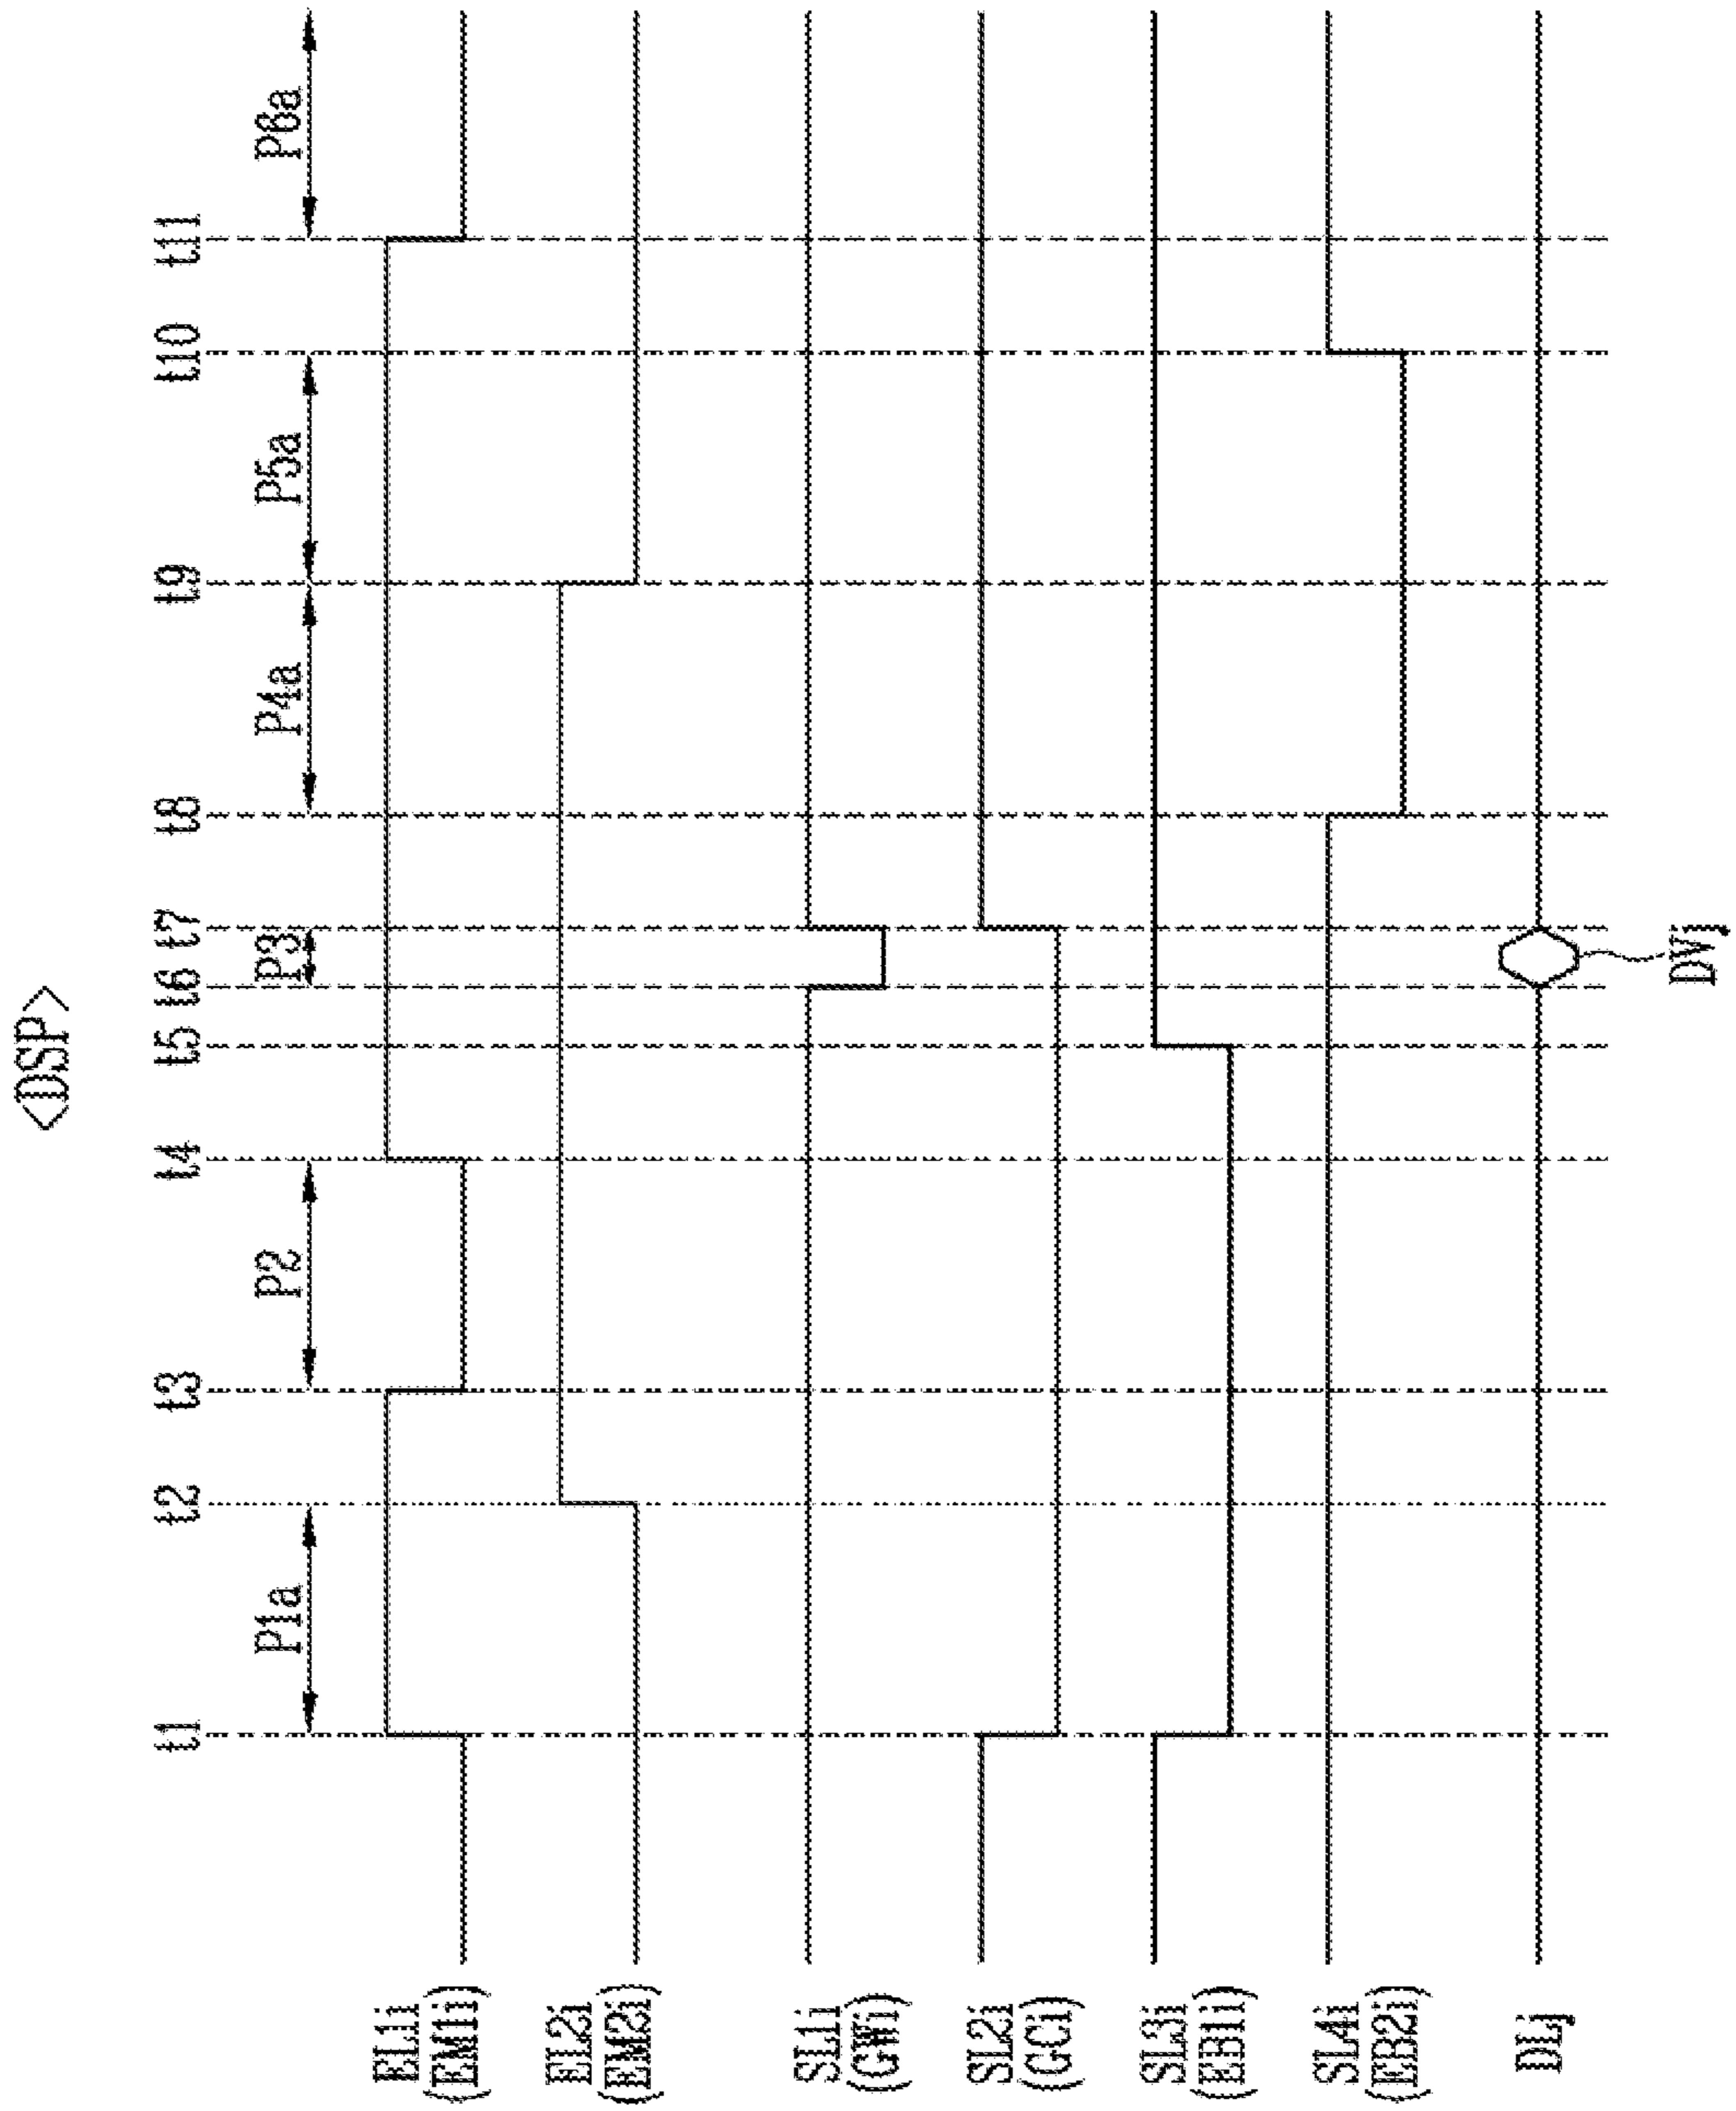 <DSP>
t1 t2 t3 t4 t5 t6 t7 t8 t9 t10 t11
P1a P2 P3 P4a P5a P6a
EL1i
(EM1i)
EL2i
(EM2i)
SL1i
(GWi)
SL2i
(GCi)
SL3i
(EB1i)
SL4i
(EB2i)
DLj
DVj